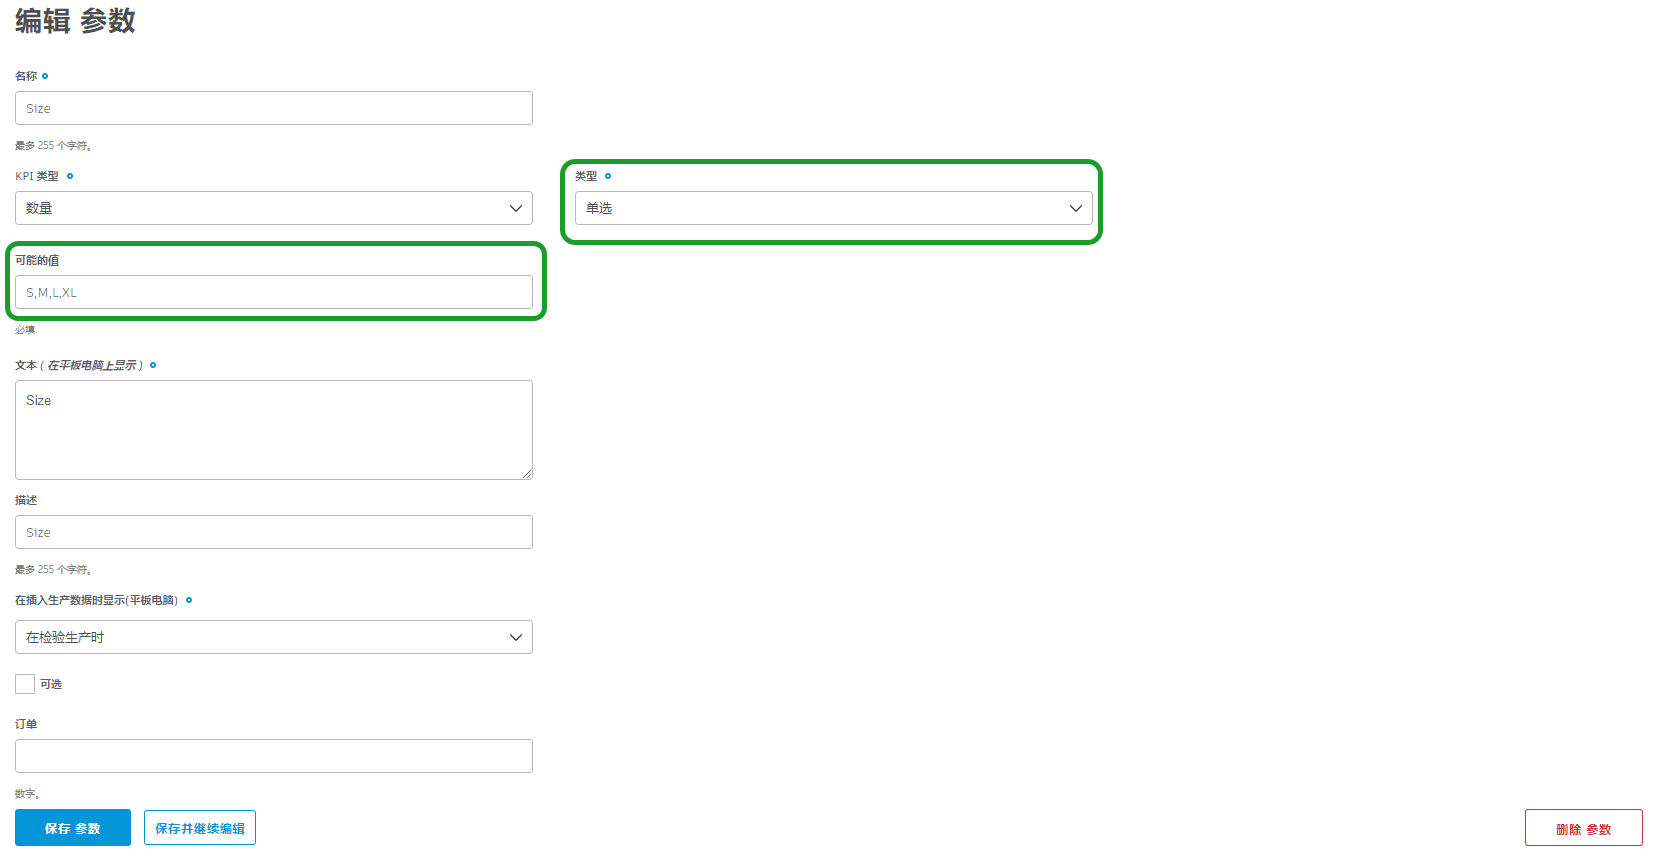 编辑 参数
名称
Size
最多 255 个字符。
KPI 类型
类型
数量
单选
可能的值
S,M,L,XL
必填.
文本 ( 在平板电脑上显示 )
Size
描述
Size
最多 255 个字符。
在插入生产数据时显示(平板电脑)
在检验生产时
可选
订单
数字。
保存 参数
保存并继续编辑
删除 参数